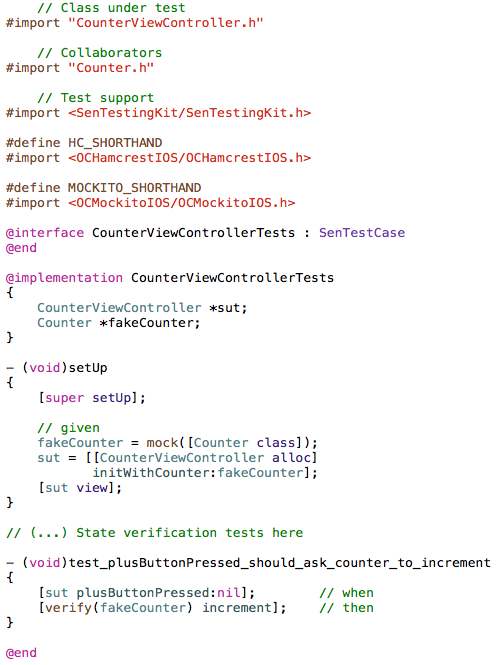 // Class under test
#import "CounterViewController.h"

    // Collaborators
#import "Counter.h"

    // Test support
#import <SenTestingKit/SenTestingKit.h>

#define HC_SHORTHAND
#import <OCHamcrestIOS/OCHamcrestIOS.h>

#define MOCKITO_SHORTHAND
#import <OCMockitoIOS/OCMockitoIOS.h>

@interface CounterViewControllerTests : SenTestCase
@end

@implementation CounterViewControllerTests
{
    CounterViewController *sut;
    Counter *fakeCounter;
}

- (void)setUp
{
    [super setUp];

    // given
    fakeCounter = mock([Counter class]);
    sut = [[CounterViewController alloc]
           initWithCounter:fakeCounter];
    [sut view];
}

// (...) State verification tests here

- (void)test_plusButtonPressed_should_ask_counter_to_increment
{
    [sut plusButtonPressed:nil];        // when
    [verify(fakeCounter) increment];    // then
}

@end